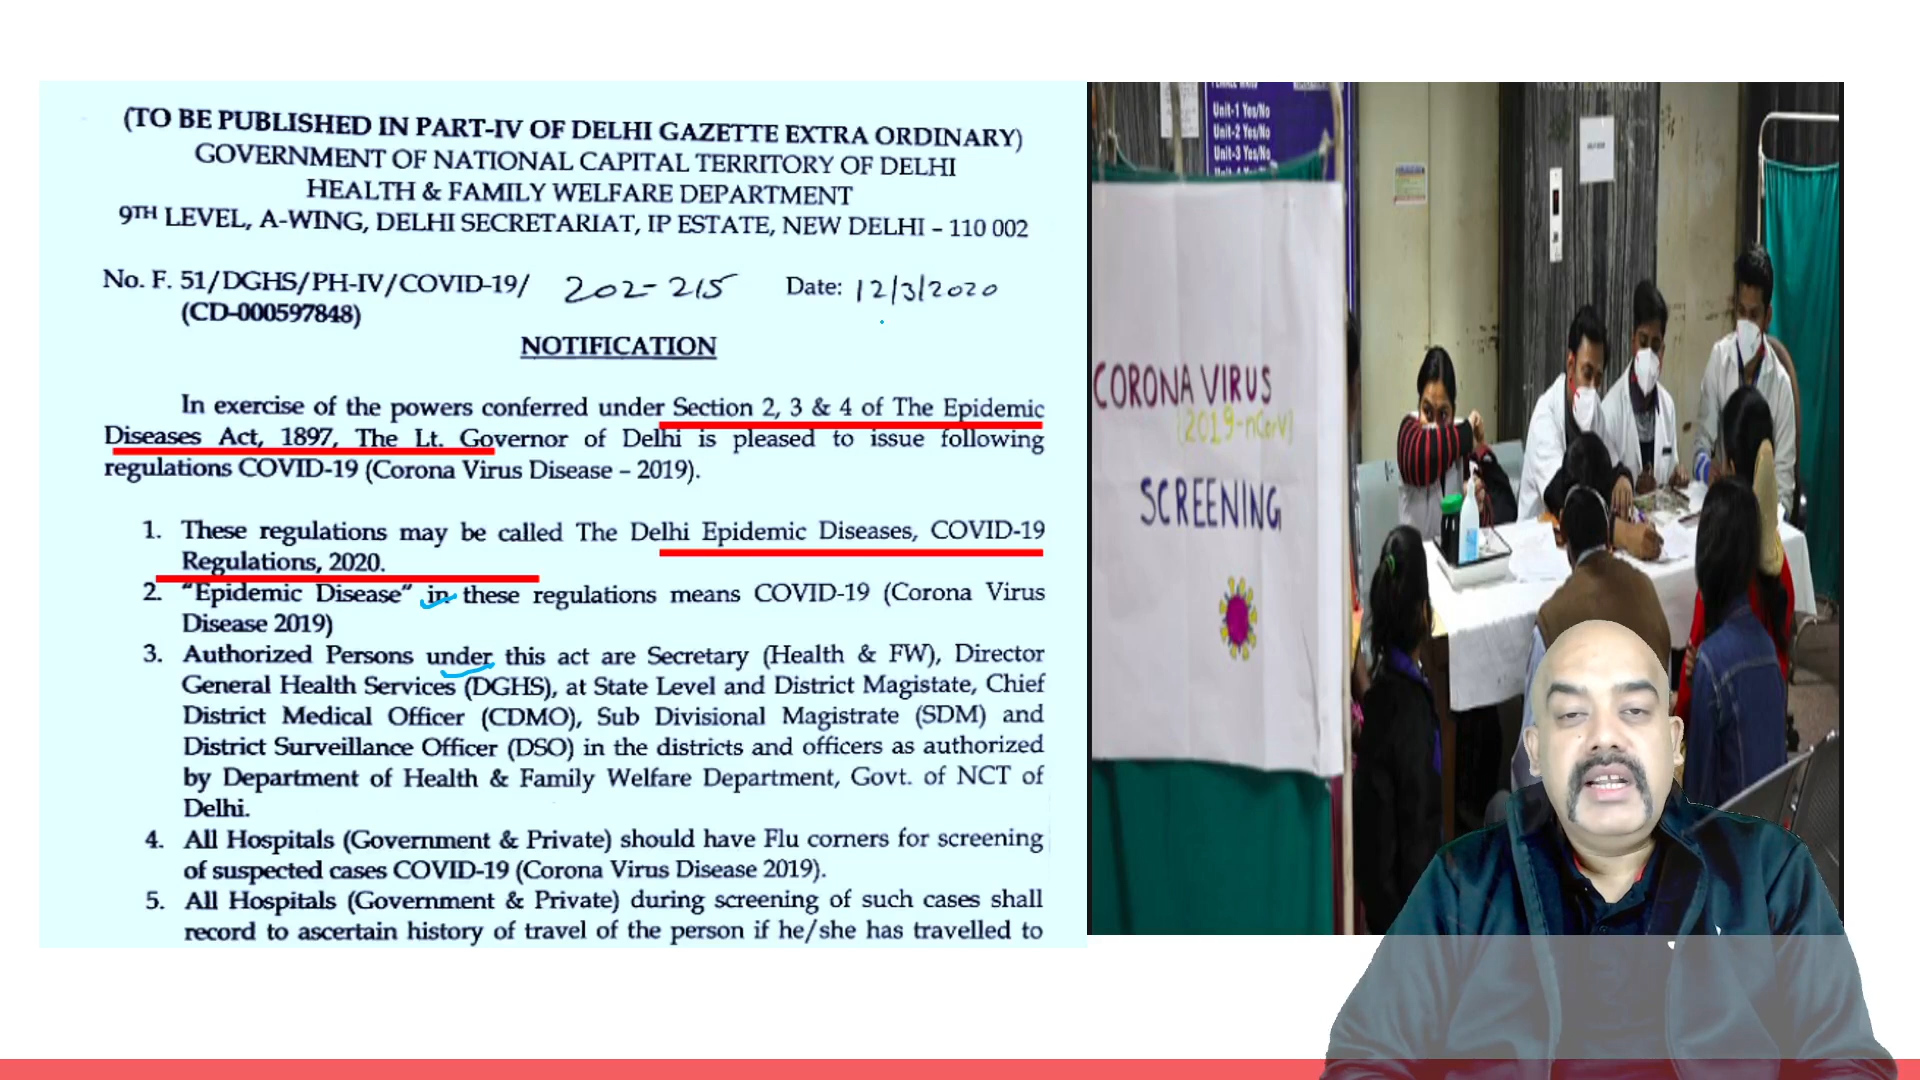 (TO BE PUBLISHED IN PART-IV OF DELHI GAZETTE EXTRA ORDINARY)
GOVERNMENT OF NATIONAL CAPITAL TERRITORY OF DELHI
HEALTH & FAMILY WELFARE DEPARTMENT
9TH LEVEL, A-WING, DELHI SECRETARIAT, IP ESTATE, NEW DELHI – 110 002
No. F. 51/DGHS/PH-IV/COVID-19/ 202-215 Date: 12/3/2020
(CD-000597848)
NOTIFICATION
In exercise of the powers conferred under Section 2, 3 & 4 of The Epidemic
Diseases Act, 1897, The Lt. Governor of Delhi is pleased to issue following
regulations COVID-19 (Corona Virus Disease – 2019).
1. These regulations may be called The Delhi Epidemic Diseases, COVID-19
Regulations, 2020.
2. "Epidemic Disease" in these regulations means COVID-19 (Corona Virus
Disease 2019)
3. Authorized Persons under this act are Secretary (Health & FW), Director
General Health Services (DGHS), at State Level and District Magistate, Chief
District Medical Officer (CDMO), Sub Divisional Magistrate (SDM) and
District Surveillance Officer (DSO) in the districts and officers as authorized
by Department of Health & Family Welfare Department, Govt. of NCT of
Delhi.
4. All Hospitals (Government & Private) should have Flu corners for screening
of suspected cases COVID-19 (Corona Virus Disease 2019).
5. All Hospitals (Government & Private) during screening of such cases shall
record to ascertain history of travel of the person if he/she has travelled to
Unit-1 Yes/No
Unit-2 Yes/No
Unit-3 Yes/No
CORONA VIRUS
(2019-nCorV)
SCREENING